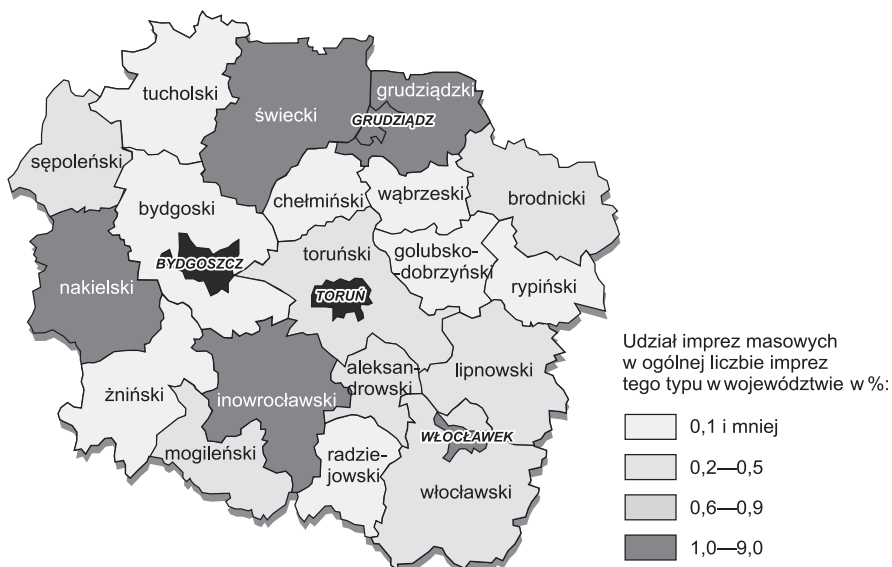 tucholski
świecki
grudziądzki
GRUDZIĄDZ
sępoleński
chełmiński
wąbrzeski
brodnicki
bydgoski
BYDGOSZCZ
toruński
TORUŃ
golubsko-
-dobrzyński
rypiński
nakielski
żniński
inowrocławski
aleksan-
drowski
lipnowski
mogileński
radzie-
jowski
WŁOCŁAWEK
włocławski
Udział imprez masowych
w ogólnej liczbie imprez
tego typu w województwie w %:
0,1 i mniej
0,2—0,5
0,6—0,9
1,0—9,0